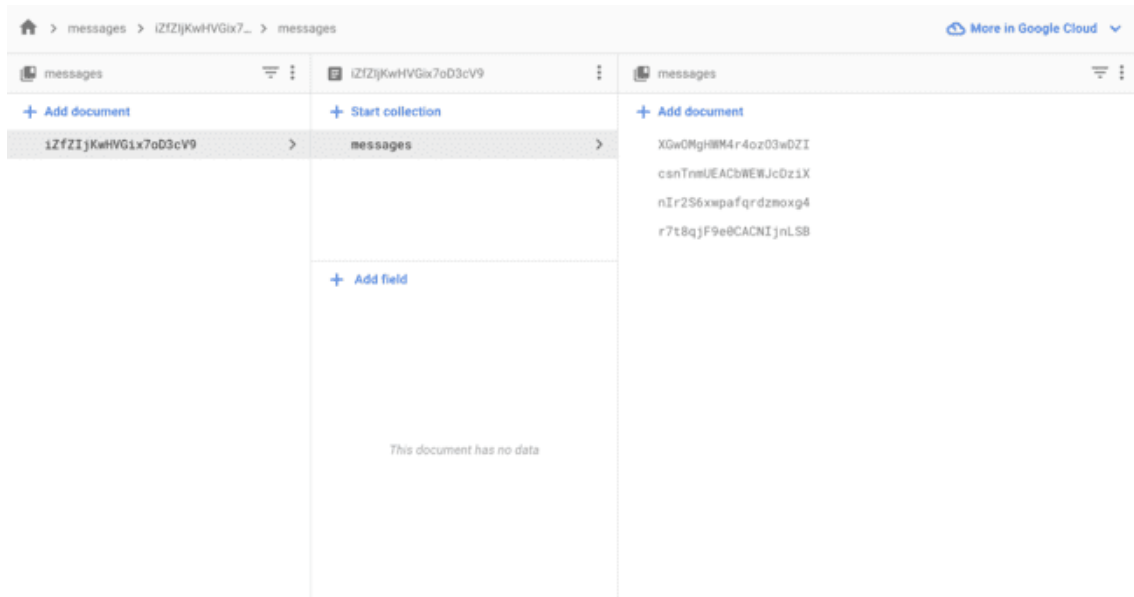 messages > iZfZIjKwHVGix7… > messages
More in Google Cloud
messages
iZfZIjKwHVGix7oD3cV9
messages
Add document
Start collection
Add document
iZfZIjKwHVGix7oD3cV9
messages
XGwOMgHWM4r4ozO3wDZI
csnTnmUEACbWEWJcDziX
nIr2S6xwpafqrdzmoxg4
r7t8qjF9e0CACNIjnLSB
Add field
This document has no data